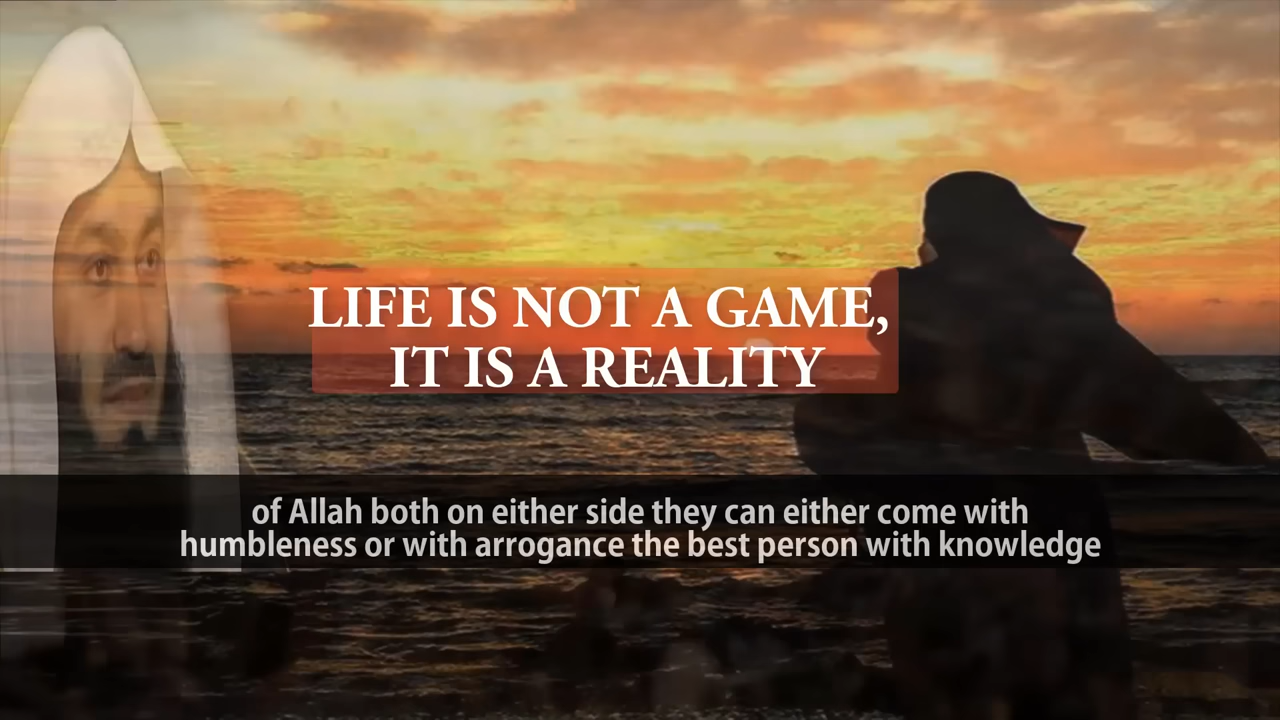 LIFE IS NOT A GAME,
IT IS A REALITY
of Allah both on either side they can either come with
humbleness or with arrogance the best person with knowledge